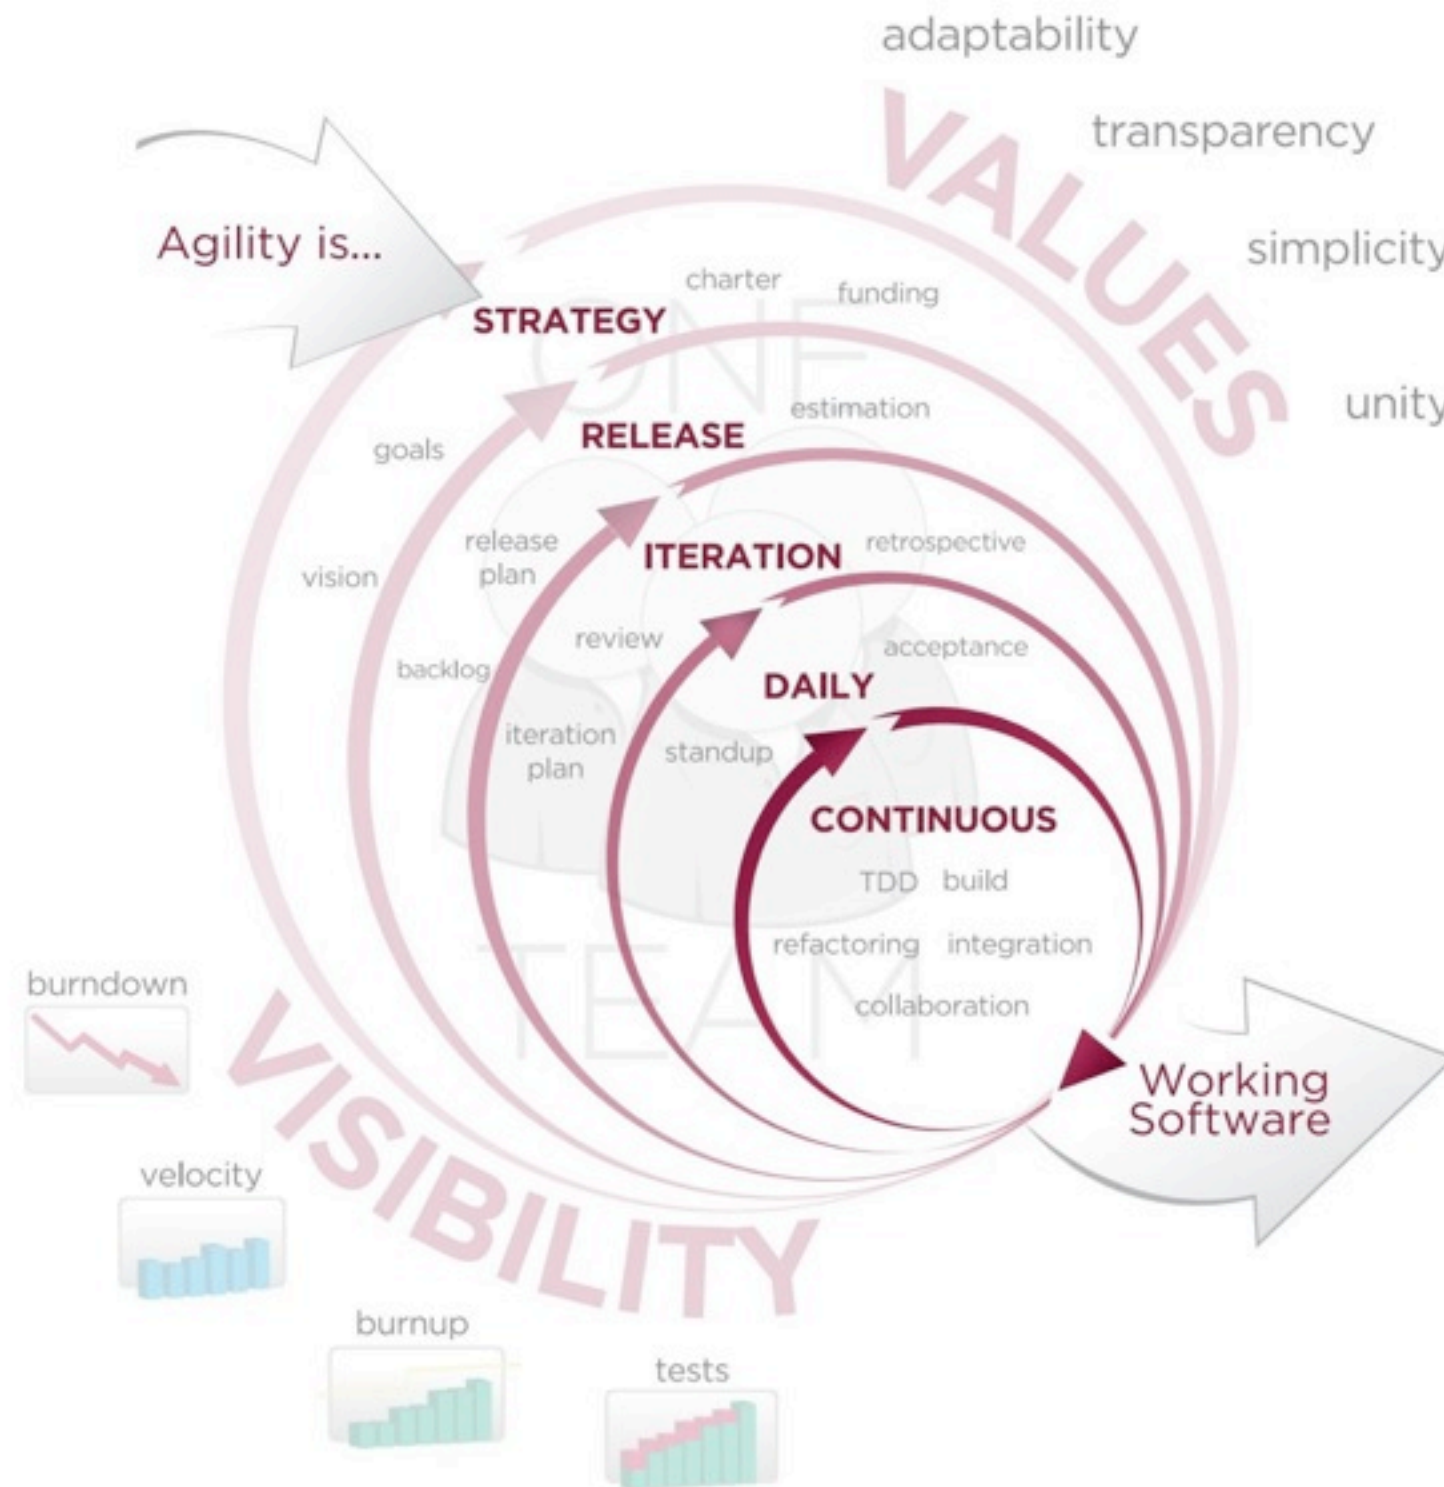 adaptability
VALUES
transparency
simplicity
unity
Agility is...
STRATEGY
charter
funding
goals
vision
RELEASE
estimation
release
plan
backlog
ITERATION
retrospective
review
iteration
plan
DAILY
acceptance
standup
CONTINUOUS
TDD build
refactoring integration
collaboration
ONE
TEAM
Working
Software
VISIBILITY
burndown
velocity
burnup
tests